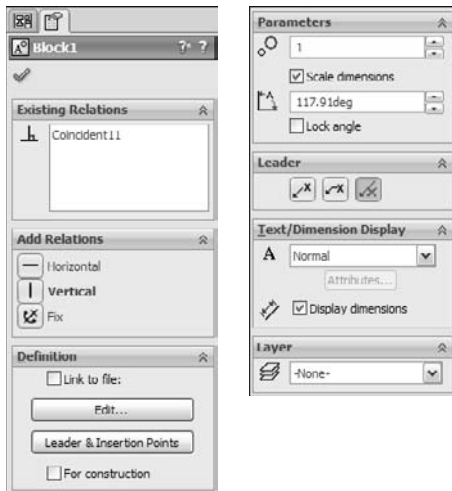 Block1
Existing Relations
Coincident11
Add Relations
Horizontal
Vertical
Fix
Definition
Link to file:
Edit...
Leader & Insertion Points
For construction
Parameters
1
Scale dimensions
117.91deg
Lock angle
Leader
Text/Dimension Display
A Normal
Attributes...
Display dimensions
Layer
-None-